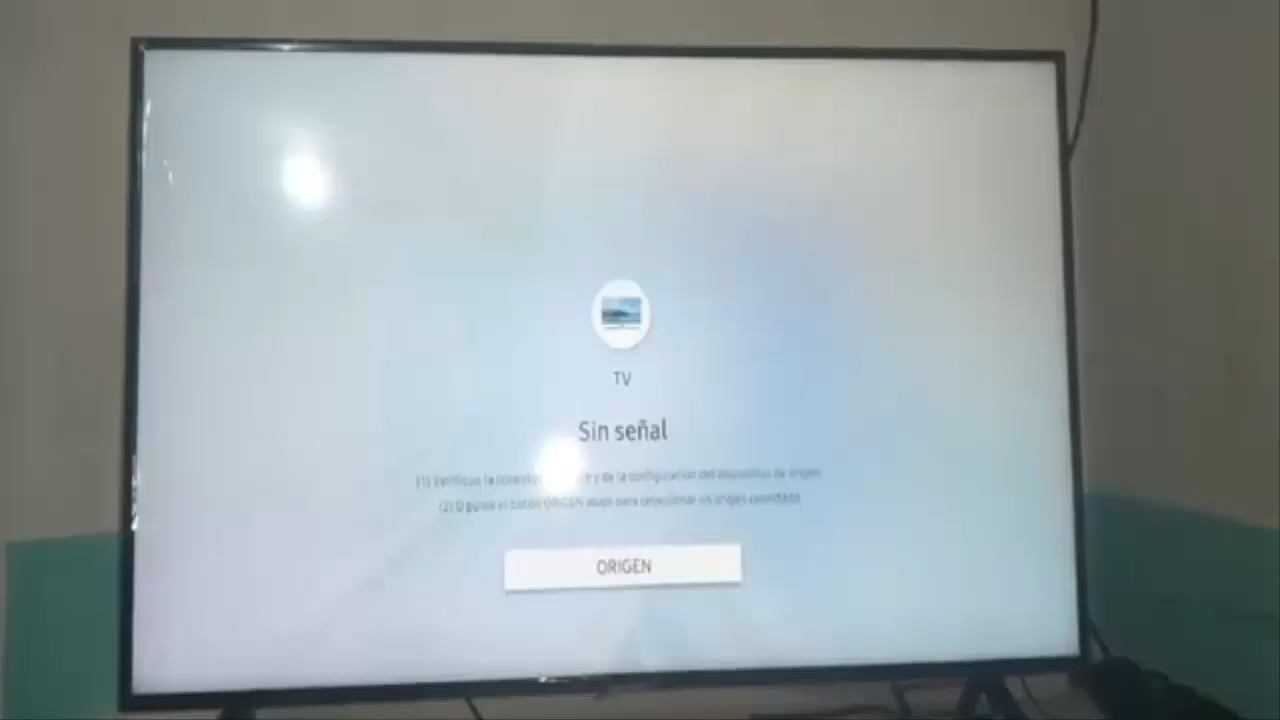 TV
Sin señal
(1) Verifique la y de la configuración del dispositivo de origen.
(2) O pulse el botón ORIGEN abajo para seleccionar un origen conectado.
ORIGEN